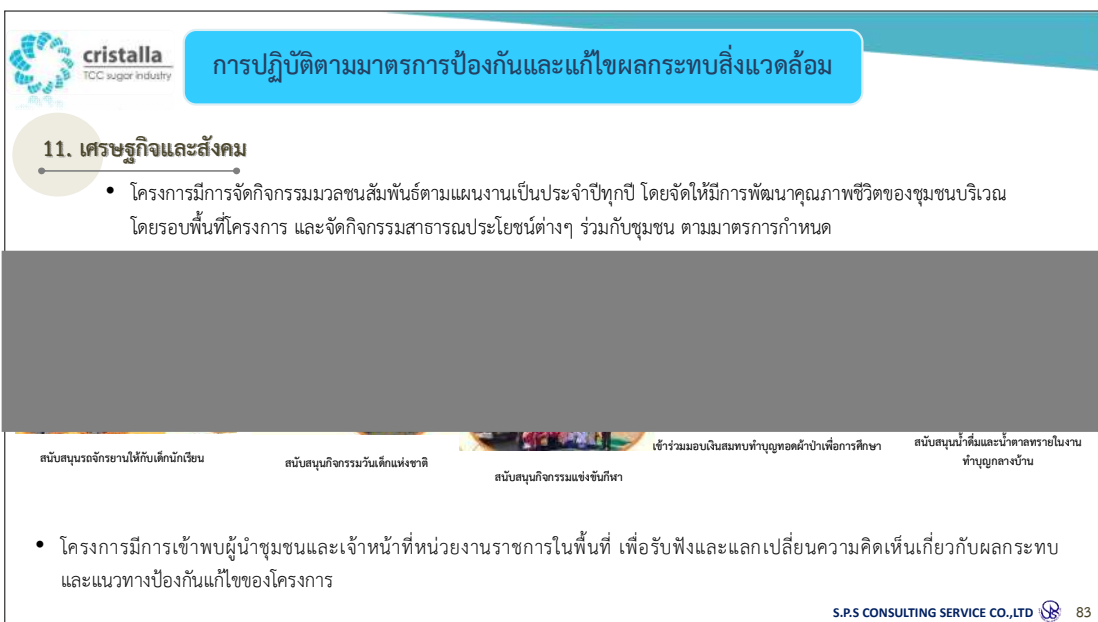 cristalla
TCC sugar industry
การปฏิบัติตามมาตรการป้องกันและแก้ไขผลกระทบสิ่งแวดล้อม
11. เศรษฐกิจและสังคม
• โครงการมีการจัดกิจกรรมมวลชนสัมพันธ์ตามแผนงานเป็นประจำปีทุกปี โดยจัดให้มีการพัฒนาคุณภาพชีวิตของชุมชนบริเวณ
โดยรอบพื้นที่โครงการ และจัดกิจกรรมสาธารณประโยชน์ต่างๆ ร่วมกับชุมชน ตามมาตรการกำหนด
สนับสนุนรถจักรยานให้กับเด็กนักเรียน
สนับสนุนกิจกรรมวันเด็กแห่งชาติ
สนับสนุนกิจกรรมแข่งขันกีฬา
เข้าร่วมมอบเงินสมทบทำบุญทอดผ้าป่าเพื่อการศึกษา
สนับสนุนน้ำดื่มและน้ำตาลทรายในงาน
ทำบุญกลางบ้าน
• โครงการมีการเข้าพบผู้นำชุมชนและเจ้าหน้าที่หน่วยงานราชการในพื้นที่ เพื่อรับฟังและแลกเปลี่ยนความคิดเห็นเกี่ยวกับผลกระทบ
และแนวทางป้องกันแก้ไขของโครงการ
S.P.S CONSULTING SERVICE CO.,LTD 83